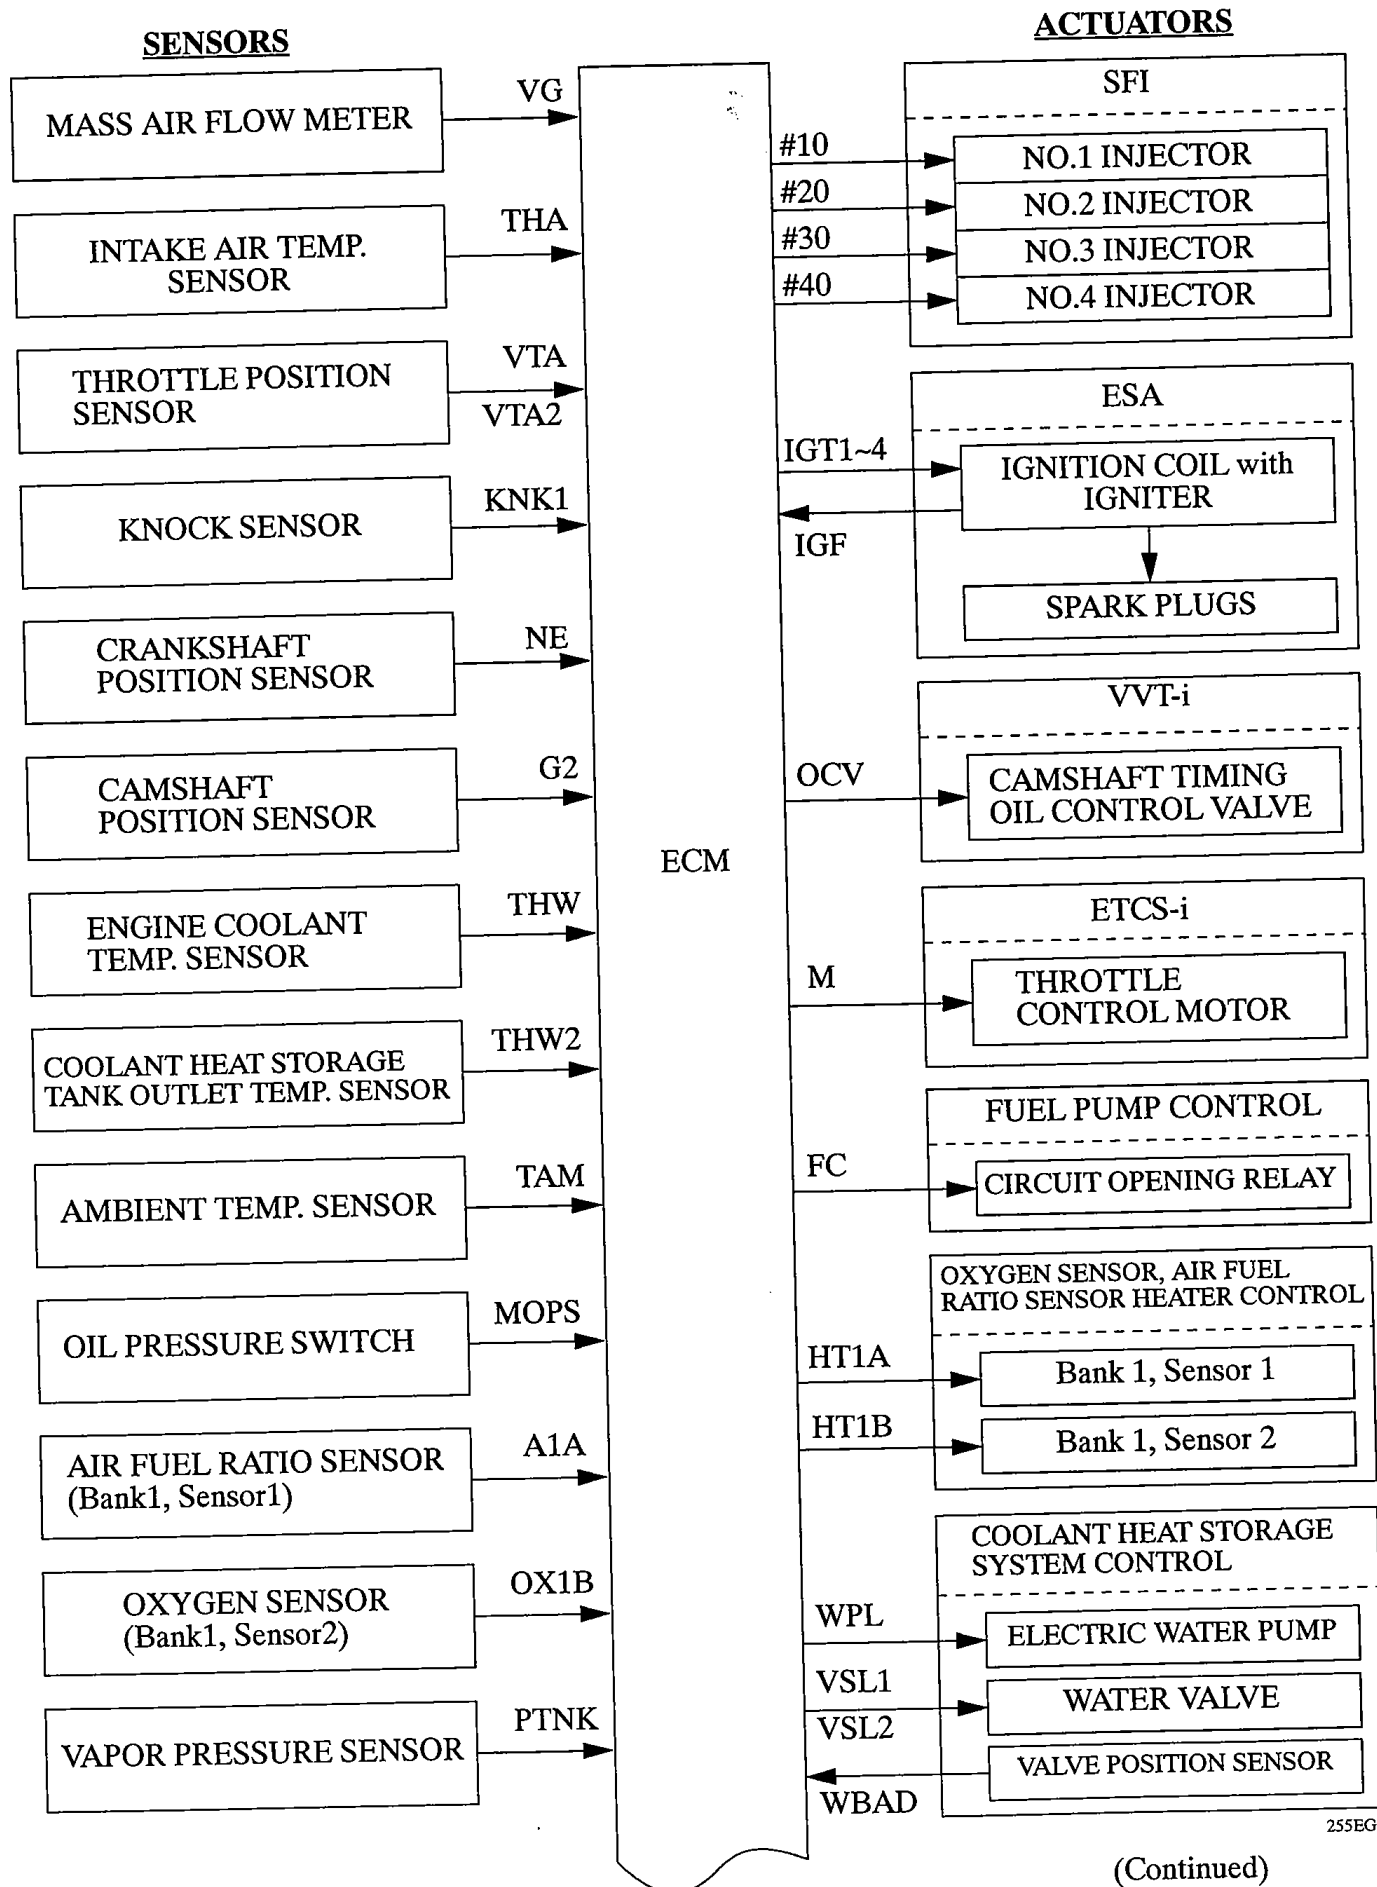 SENSORS
MASS AIR FLOW METER
VG
INTAKE AIR TEMP.
SENSOR
THA
THROTTLE POSITION
SENSOR
VTA
VTA2
KNOCK SENSOR
KNK1
CRANKSHAFT
POSITION SENSOR
NE
CAMSHAFT
POSITION SENSOR
G2
ENGINE COOLANT
TEMP. SENSOR
THW
COOLANT HEAT STORAGE
TANK OUTLET TEMP. SENSOR
THW2
AMBIENT TEMP. SENSOR
TAM
OIL PRESSURE SWITCH
MOPS
AIR FUEL RATIO SENSOR
(Bank1, Sensor1)
A1A
OXYGEN SENSOR
(Bank1, Sensor2)
OX1B
VAPOR PRESSURE SENSOR
PTNK
ECM
ACTUATORS
SFI
#10
NO.1 INJECTOR
#20
NO.2 INJECTOR
#30
NO.3 INJECTOR
#40
NO.4 INJECTOR
ESA
IGT1~4
IGNITION COIL with
IGNITER
IGF
SPARK PLUGS
VVT-i
OCV
CAMSHAFT TIMING
OIL CONTROL VALVE
ETCS-i
M
THROTTLE
CONTROL MOTOR
FUEL PUMP CONTROL
FC
CIRCUIT OPENING RELAY
OXYGEN SENSOR, AIR FUEL
RATIO SENSOR HEATER CONTROL
HT1A
Bank 1, Sensor 1
HT1B
Bank 1, Sensor 2
COOLANT HEAT STORAGE
SYSTEM CONTROL
WPL
ELECTRIC WATER PUMP
VSL1
WATER VALVE
VSL2
VALVE POSITION SENSOR
WBAD
255EG
(Continued)